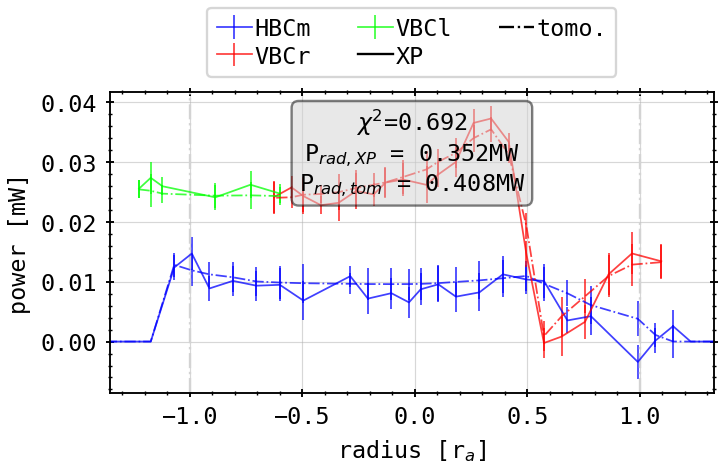 HBCm VBCl tomo.
VBCr XP
χ²=0.692
P_rad,XP = 0.352MW
P_rad,tom = 0.408MW
power [mW]
0.04
0.03
0.02
0.01
0.00
−1.0 −0.5 0.0 0.5 1.0
radius [r_a]